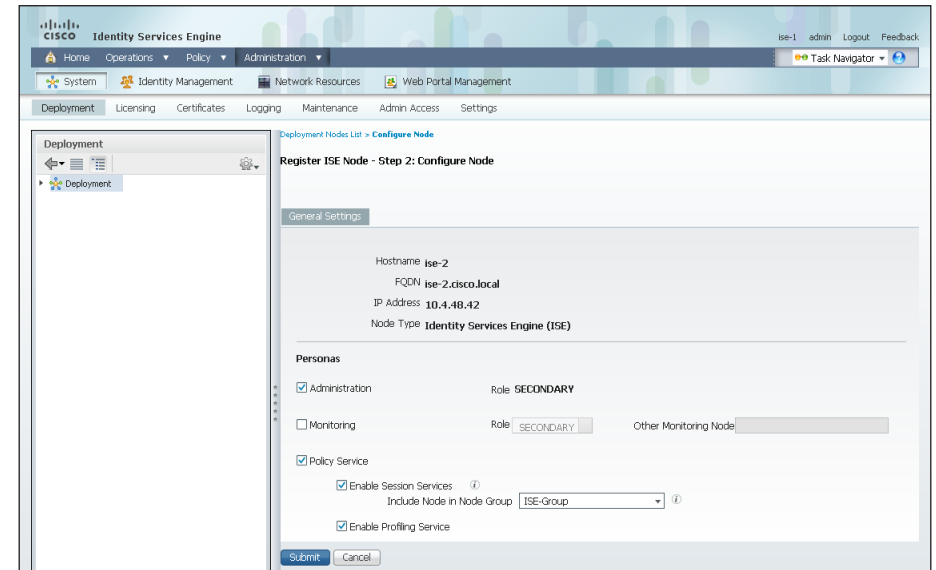 CISCO Identity Services Engine
ise-1 admin Logout Feedback
Home Operations Policy Administration
Task Navigator
System Identity Management Network Resources Web Portal Management
Deployment Licensing Certificates Logging Maintenance Admin Access Settings
Deployment
Deployment
Deployment Nodes List > Configure Node
Register ISE Node - Step 2: Configure Node
General Settings
Hostname ise-2
FQDN ise-2.cisco.local
IP Address 10.4.48.42
Node Type Identity Services Engine (ISE)
Personas
Administration Role SECONDARY
Monitoring Role SECONDARY Other Monitoring Node
Policy Service
Enable Session Services
Include Node in Node Group ISE-Group
Enable Profiling Service
Submit Cancel